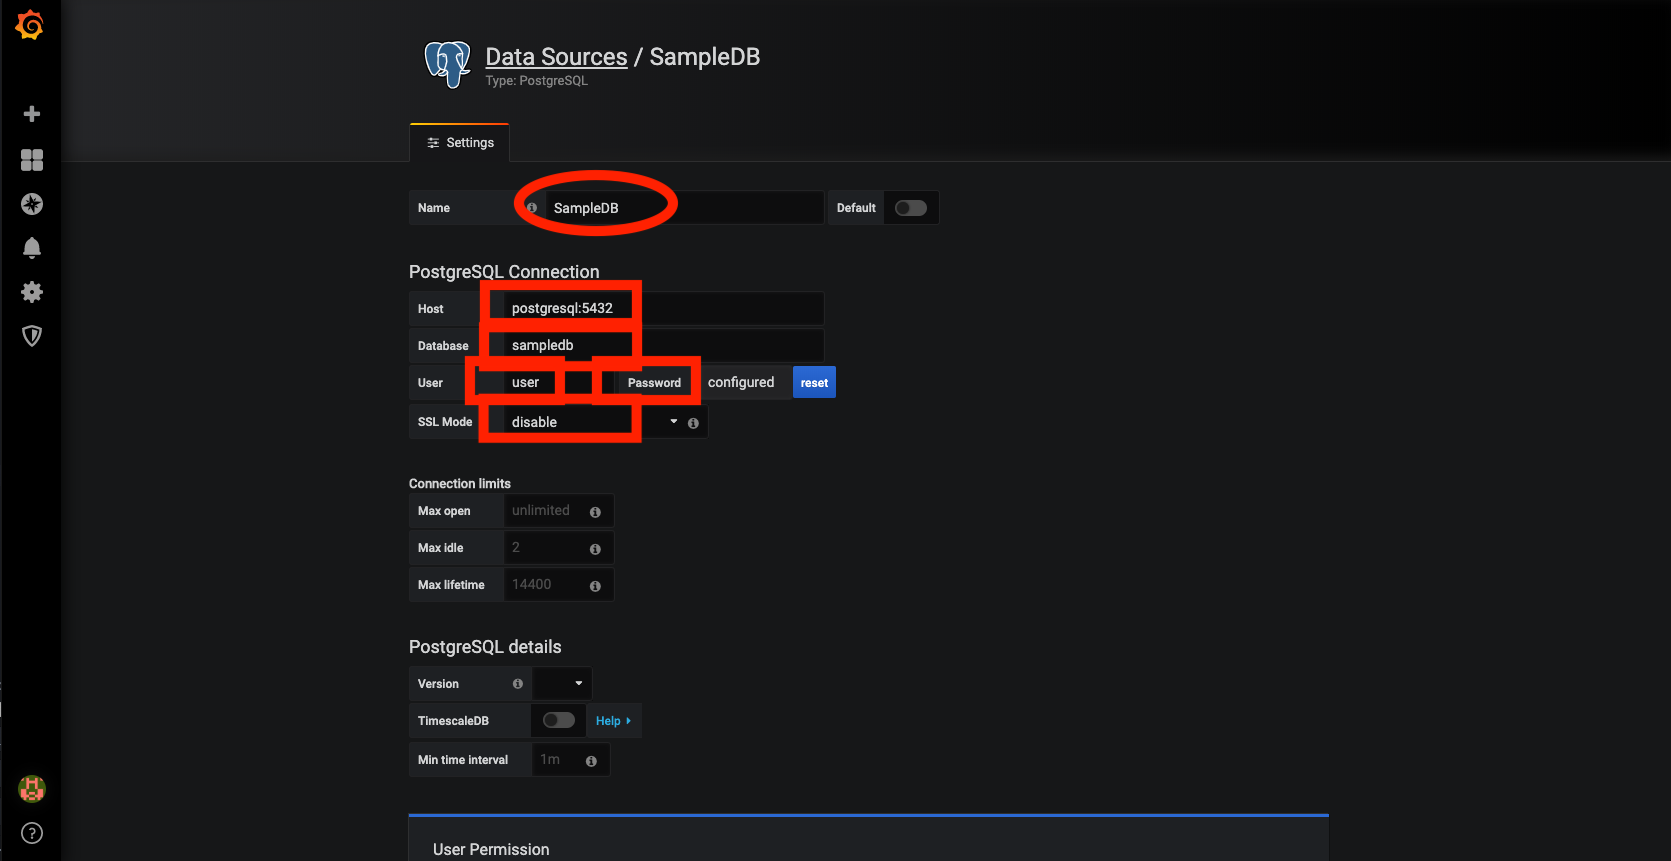 Data Sources / SampleDB
Type: PostgreSQL
Settings
Name SampleDB Default
PostgreSQL Connection
Host postgresql:5432
Database sampledb
User user Password configured reset
SSL Mode disable
Connection limits
Max open unlimited
Max idle 2
Max lifetime 14400
PostgreSQL details
Version
TimescaleDB Help
Min time interval 1m
User Permission